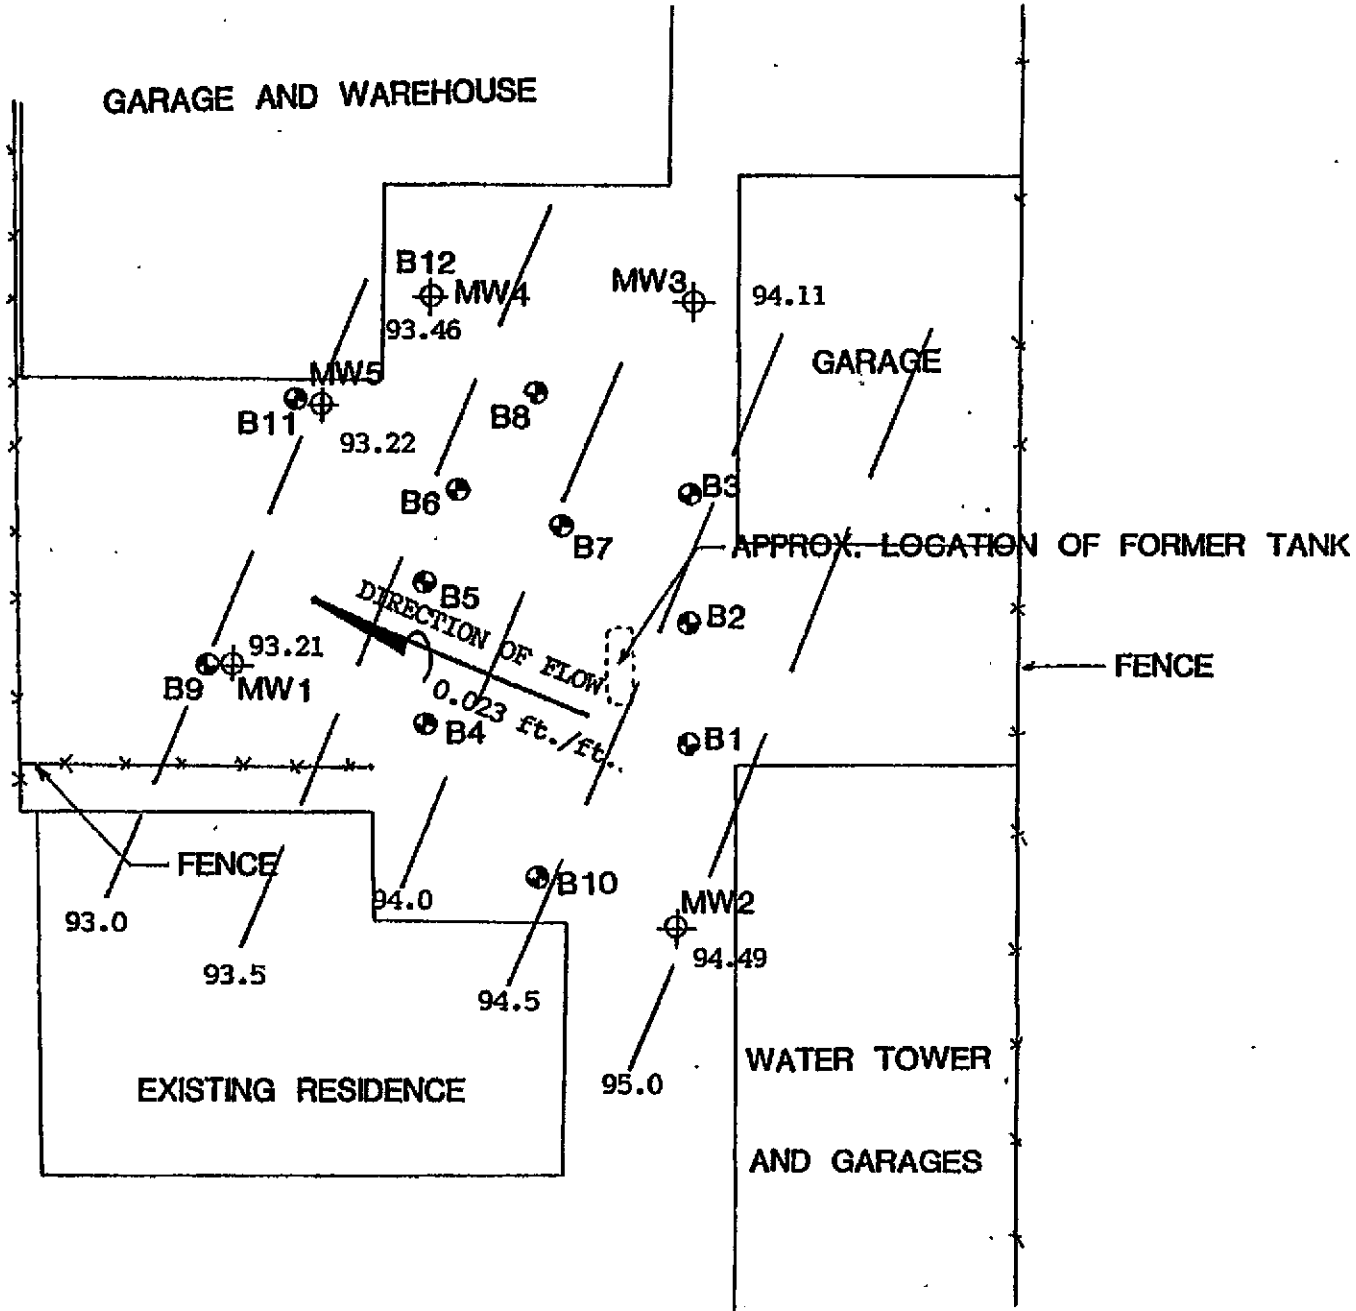 GARAGE AND WAREHOUSE
B12
MW4
MW3
94.11
93.46
GARAGE
MW5
B11
93.22
B8
B6
B3
B7
APPROX. LOCATION OF FORMER TANK
B5
DIRECTION OF FLOW
B2
93.21
B9
MW1
FENCE
0.023 ft./ft.
B4
B1
FENCE
B10
94.0
MW2
93.0
94.49
93.5
94.5
WATER TOWER
95.0
EXISTING RESIDENCE
AND GARAGES